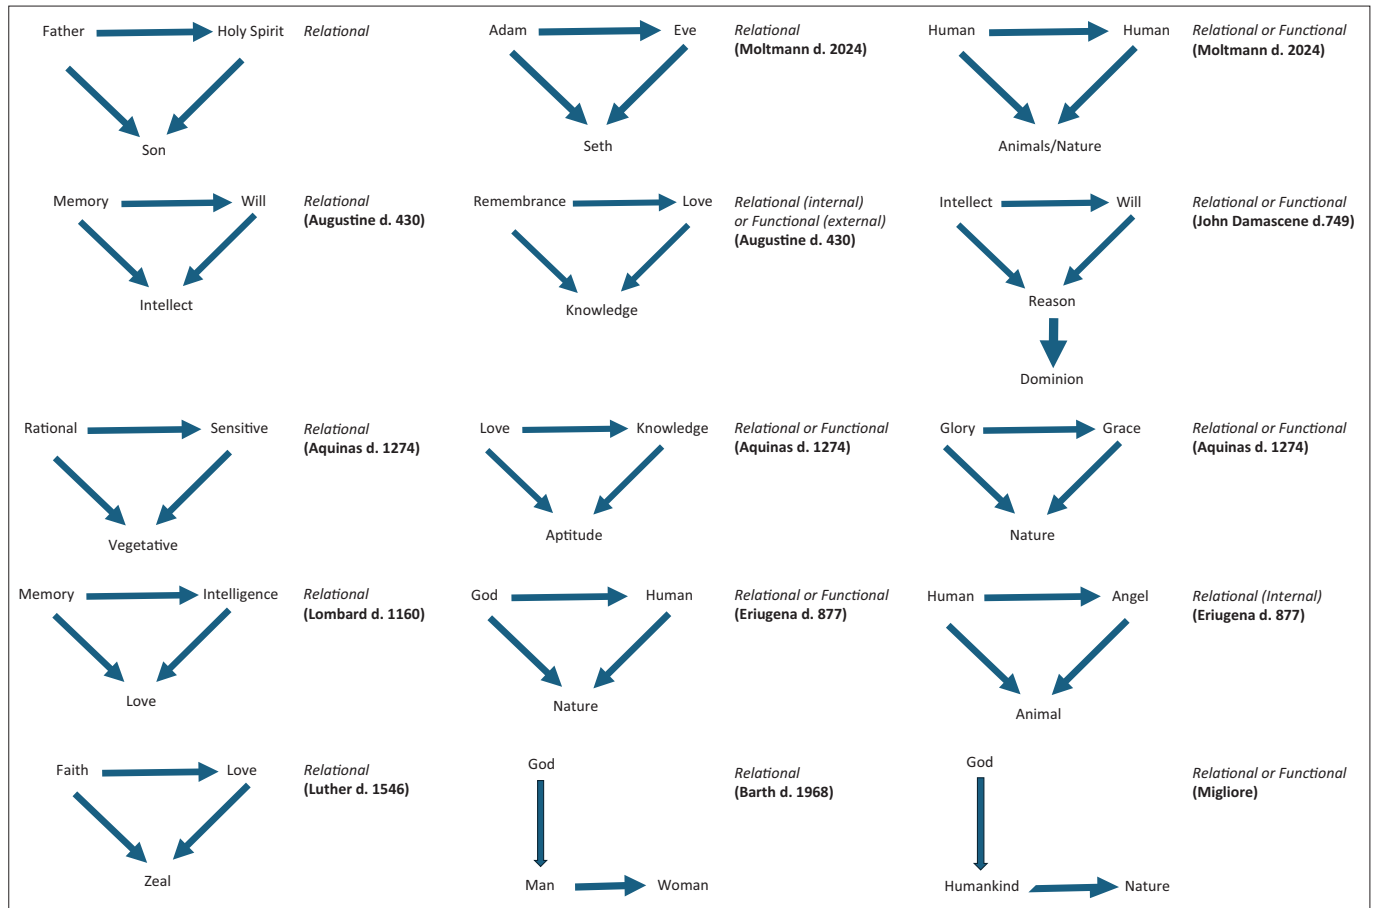 Father
Holy Spirit
Relational
Son
Adam
Eve
Relational
(Moltmann d. 2024)
Seth
Human
Human
Relational or Functional
(Moltmann d. 2024)
Animals/Nature
Memory
Will
Relational
(Augustine d. 430)
Intellect
Remembrance
Love
Relational (internal)
or Functional (external)
(Augustine d. 430)
Knowledge
Intellect
Will
Relational or Functional
(John Damascene d.749)
Reason
Dominion
Rational
Sensitive
Relational
(Aquinas d. 1274)
Vegetative
Love
Knowledge
Relational or Functional
(Aquinas d. 1274)
Aptitude
Glory
Grace
Relational or Functional
(Aquinas d. 1274)
Nature
Memory
Intelligence
Relational
(Lombard d. 1160)
Love
God
Human
Relational or Functional
(Eriugena d. 877)
Nature
Human
Angel
Relational (Internal)
(Eriugena d. 877)
Animal
Faith
Love
Relational
(Luther d. 1546)
Zeal
God
Relational
(Barth d. 1968)
Man
Woman
God
Relational or Functional
(Migliore)
Humankind
Nature